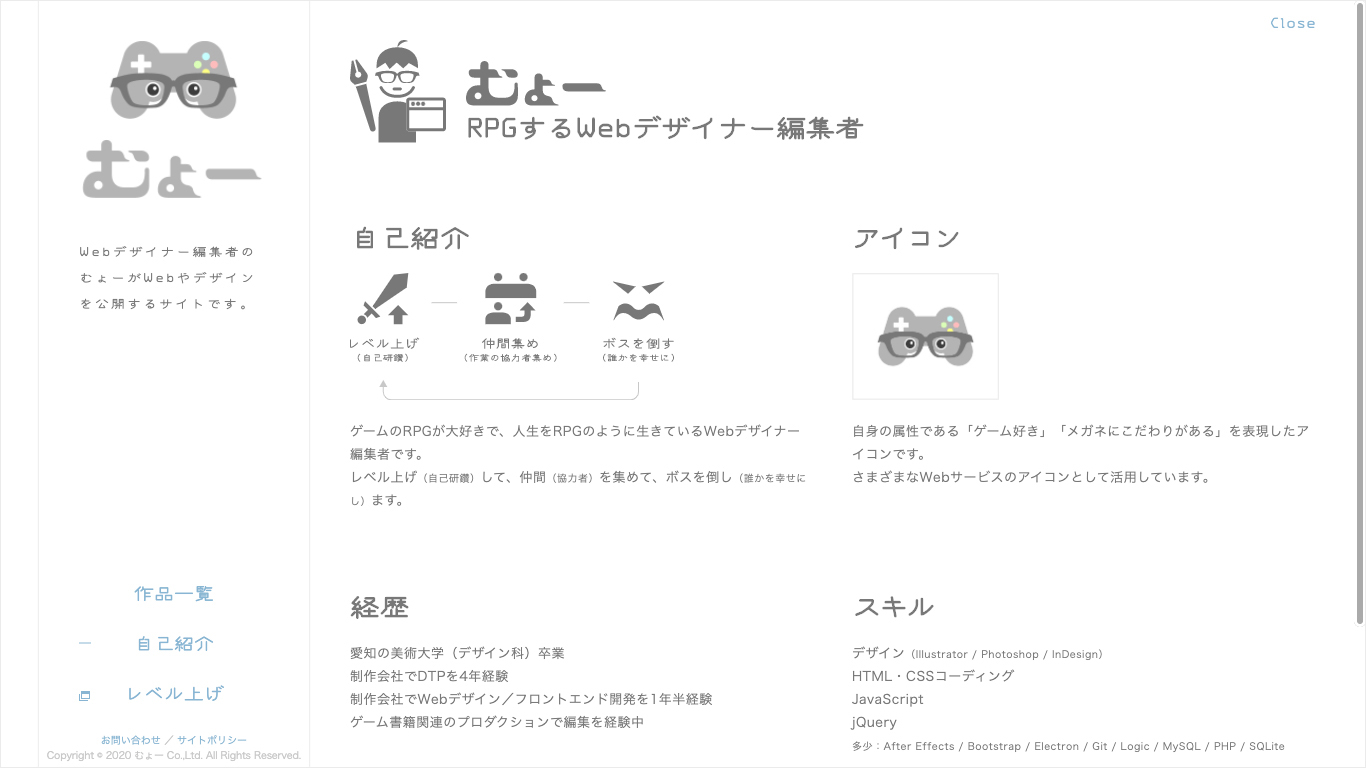 むょー
Webデザイナー編集者の
むょーがWebやデザイン
を公開するサイトです。
作品一覧
自己紹介
レベル上げ
お問い合わせ ／ サイトポリシー
Copyright © 2020 むょー Co.,Ltd. All Rights Reserved.
Close
むょー
RPGするWebデザイナー編集者
自己紹介
レベル上げ
（自己研鑽）
仲間集め
（作業の協力者集め）
ボスを倒す
（誰かを幸せに）
ゲームのRPGが大好きで、人生をRPGのように生きているWebデザイナー
編集者です。
レベル上げ（自己研鑽）して、仲間（協力者）を集めて、ボスを倒し（誰かを幸せに
し）ます。
アイコン
自身の属性である「ゲーム好き」「メガネにこだわりがある」を表現したア
イコンです。
さまざまなWebサービスのアイコンとして活用しています。
経歴
愛知の美術大学（デザイン科）卒業
制作会社でDTPを4年経験
制作会社でWebデザイン／フロントエンド開発を1年半経験
ゲーム書籍関連のプロダクションで編集を経験中
スキル
デザイン（Illustrator / Photoshop / InDesign）
HTML・CSSコーディング
JavaScript
jQuery
多少：After Effects / Bootstrap / Electron / Git / Logic / MySQL / PHP / SQLite